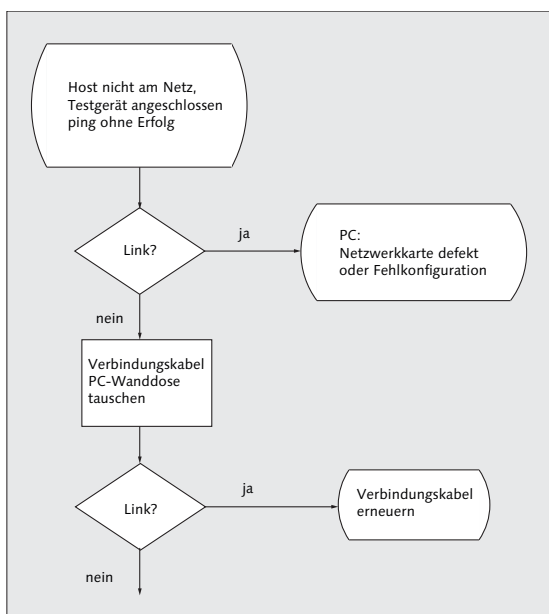 Host nicht am Netz,
Testgerät angeschlossen
ping ohne Erfolg
Link?
ja
PC:
Netzwerkkarte defekt
oder Fehlkonfiguration
nein
Verbindungskabel
PC-Wanddose
tauschen
Link?
ja
Verbindungskabel
erneuern
nein